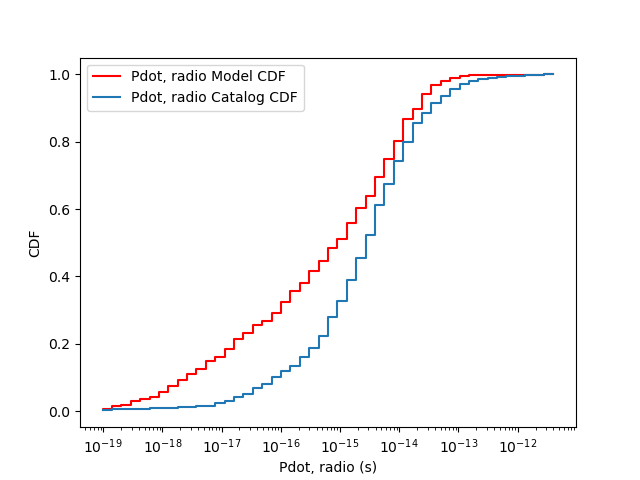 Pdot, radio Model CDF
Pdot, radio Catalog CDF
CDF
1.0
0.8
0.6
0.4
0.2
0.0
10⁻¹⁹ 10⁻¹⁸ 10⁻¹⁷ 10⁻¹⁶ 10⁻¹⁵ 10⁻¹⁴ 10⁻¹³ 10⁻¹²
Pdot, radio (s)